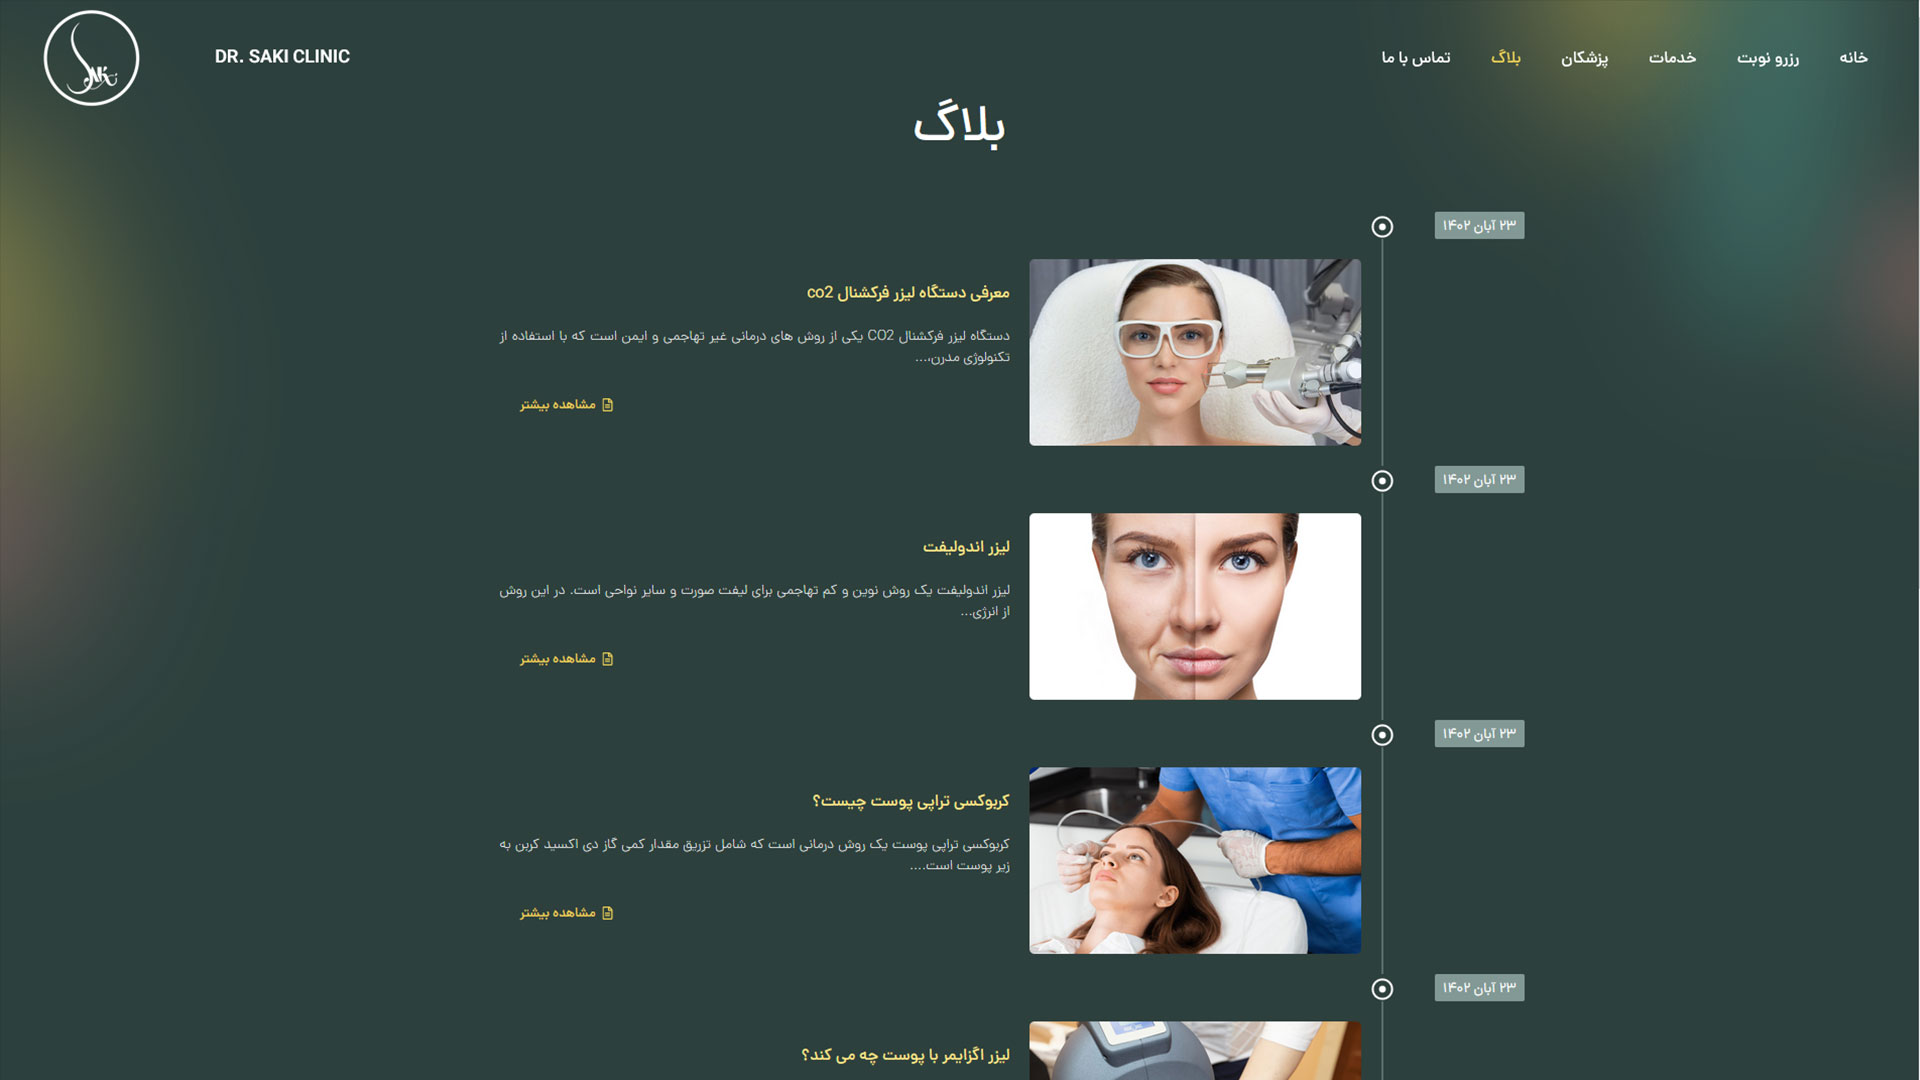 DR. SAKI CLINIC
خانه
رزرو نوبت
خدمات
پزشکان
بلاگ
تماس با ما
بلاگ
۲۳ آبان ۱۴۰۲
معرفی دستگاه لیزر فرکشنال co2
دستگاه لیزر فرکشنال CO2 یکی از روش های درمانی غیر تهاجمی و ایمن است که با استفاده از
تکنولوژی مدرن،...
مشاهده بیشتر
۲۳ آبان ۱۴۰۲
لیزر اندولیفت
لیزر اندولیفت یک روش نوین و کم تهاجمی برای لیفت صورت و سایر نواحی است. در این روش
از انرژی...
مشاهده بیشتر
۲۳ آبان ۱۴۰۲
کربوکسی تراپی پوست چیست؟
کربوکسی تراپی پوست یک روش درمانی است که شامل تزریق مقدار کمی گاز دی اکسید کربن به
زیر پوست است....
مشاهده بیشتر
۲۳ آبان ۱۴۰۲
لیزر اگزایمر با پوست چه می کند؟